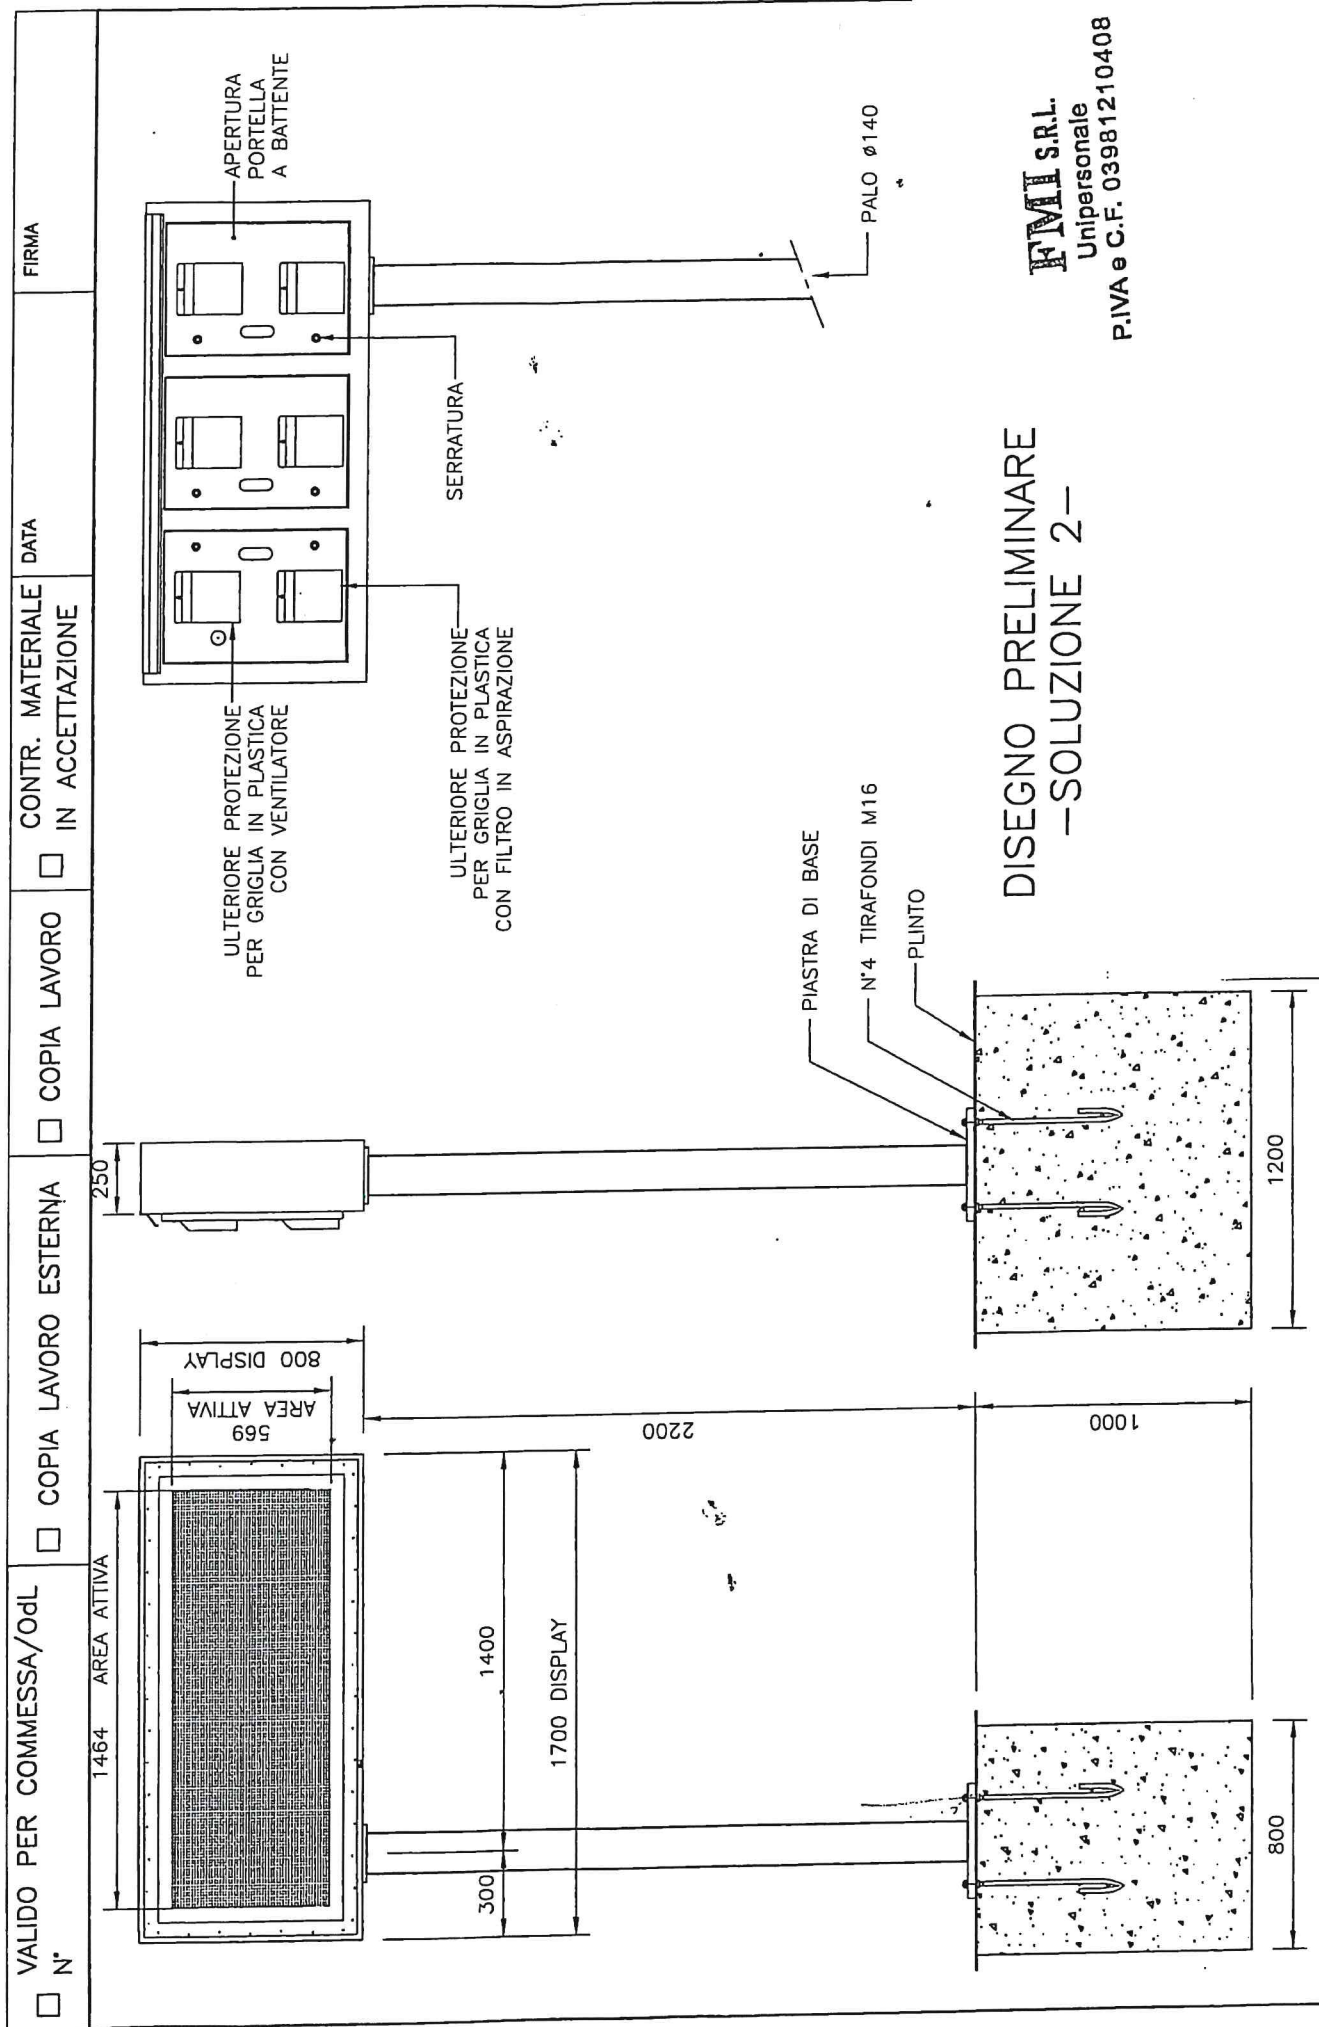 VALIDO PER COMMESSA/OdL
N°
COPIA LAVORO ESTERNA
COPIA LAVORO
CONTR. MATERIALE
IN ACCETTAZIONE
DATA
FIRMA
1464 AREA ATTIVA
569
AREA ATTIVA
800 DISPLAY
300
1400
1700 DISPLAY
2200
1000
800
250
1200
PIASTRA DI BASE
N°4 TIRAFONDI M16
PLINTO
ULTERIORE PROTEZIONE
PER GRIGLIA IN PLASTICA
CON VENTILATORE
ULTERIORE PROTEZIONE
PER GRIGLIA IN PLASTICA
CON FILTRO IN ASPIRAZIONE
SERRATURA
APERTURA
PORTELLA
A BATTENTE
PALO ø140
DISEGNO PRELIMINARE
-SOLUZIONE 2-
FMI S.R.L.
Unipersonale
P.IVA e C.F. 03981210408